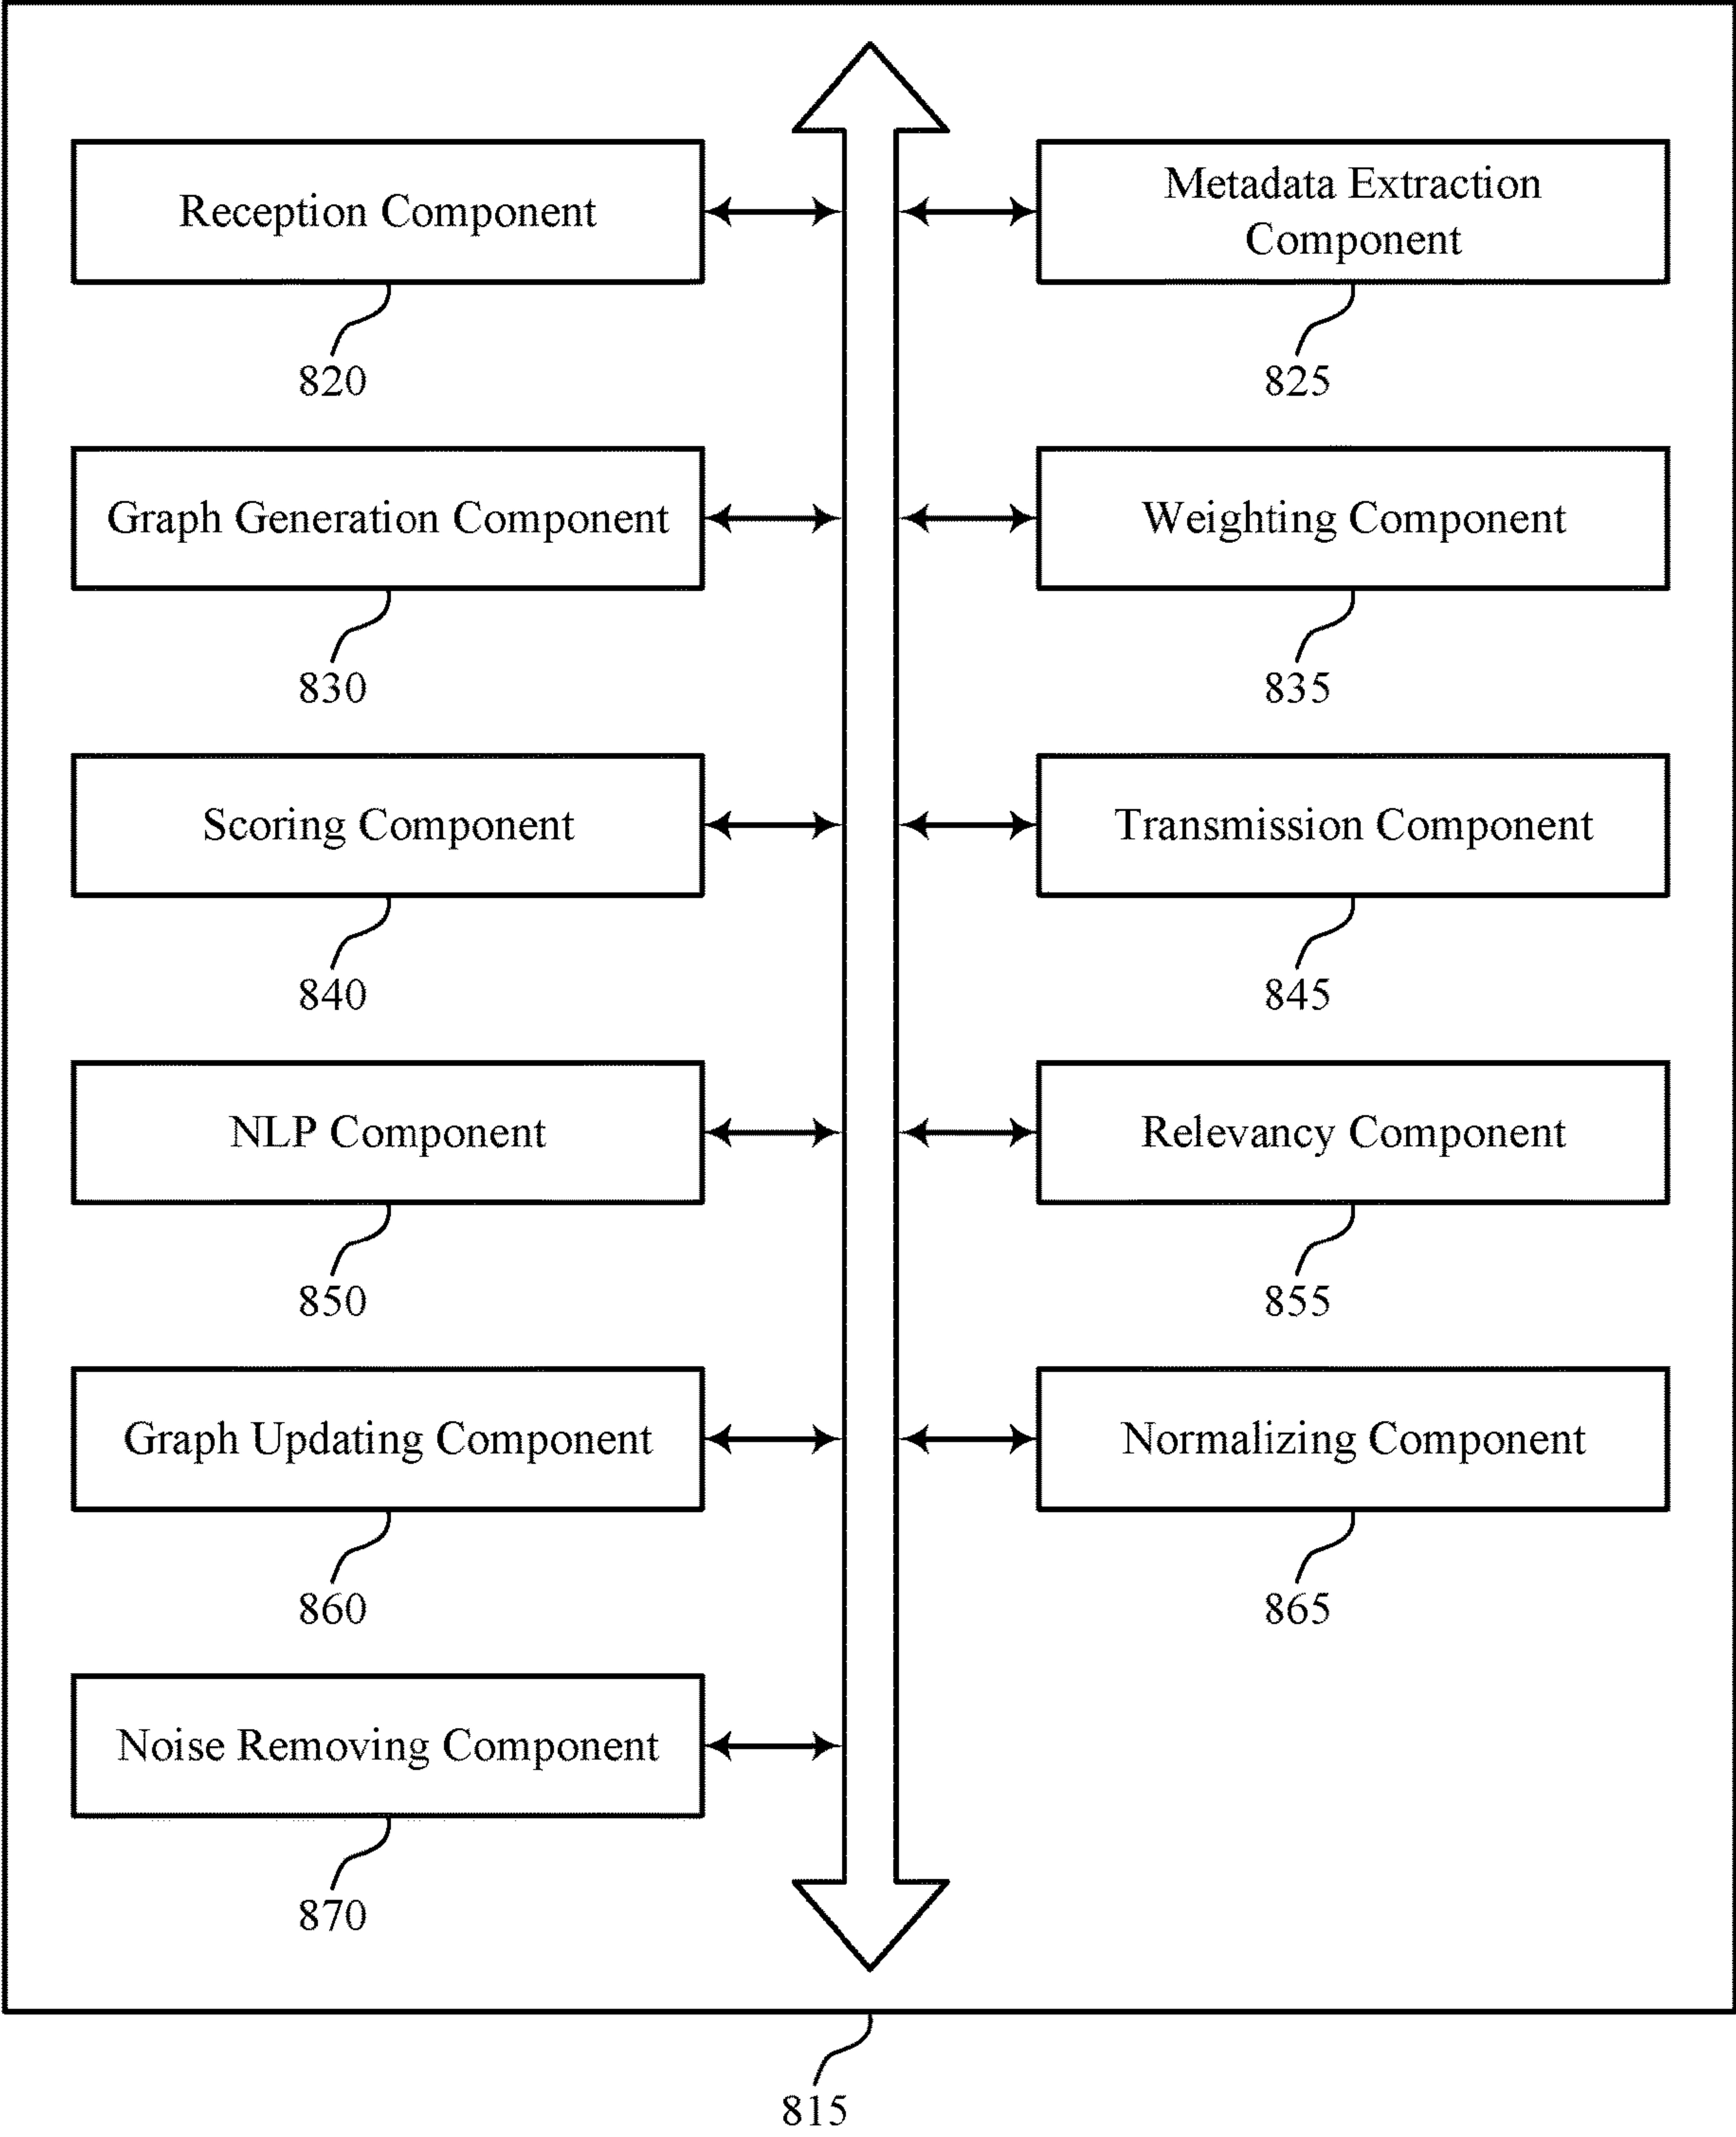 Reception Component
820
Metadata Extraction
Component
825
Graph Generation Component
830
Weighting Component
835
Scoring Component
840
Transmission Component
845
NLP Component
850
Relevancy Component
855
Graph Updating Component
860
Normalizing Component
865
Noise Removing Component
870
815